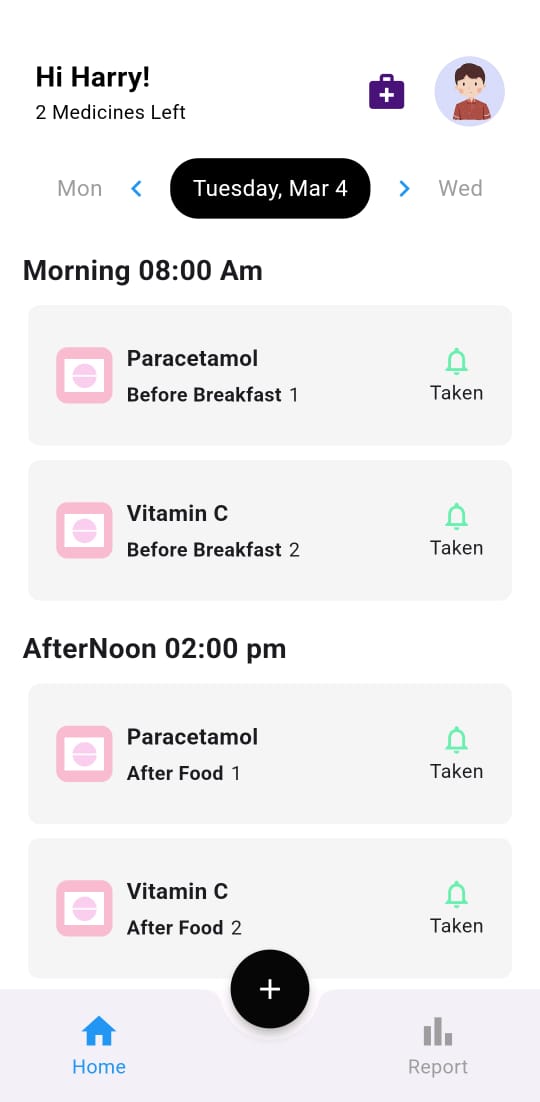 Hi Harry!
2 Medicines Left
Mon Tuesday, Mar 4 Wed
Morning 08:00 Am
Paracetamol
Before Breakfast 1
Taken
Vitamin C
Before Breakfast 2
Taken
AfterNoon 02:00 pm
Paracetamol
After Food 1
Taken
Vitamin C
After Food 2
Taken
Home Report